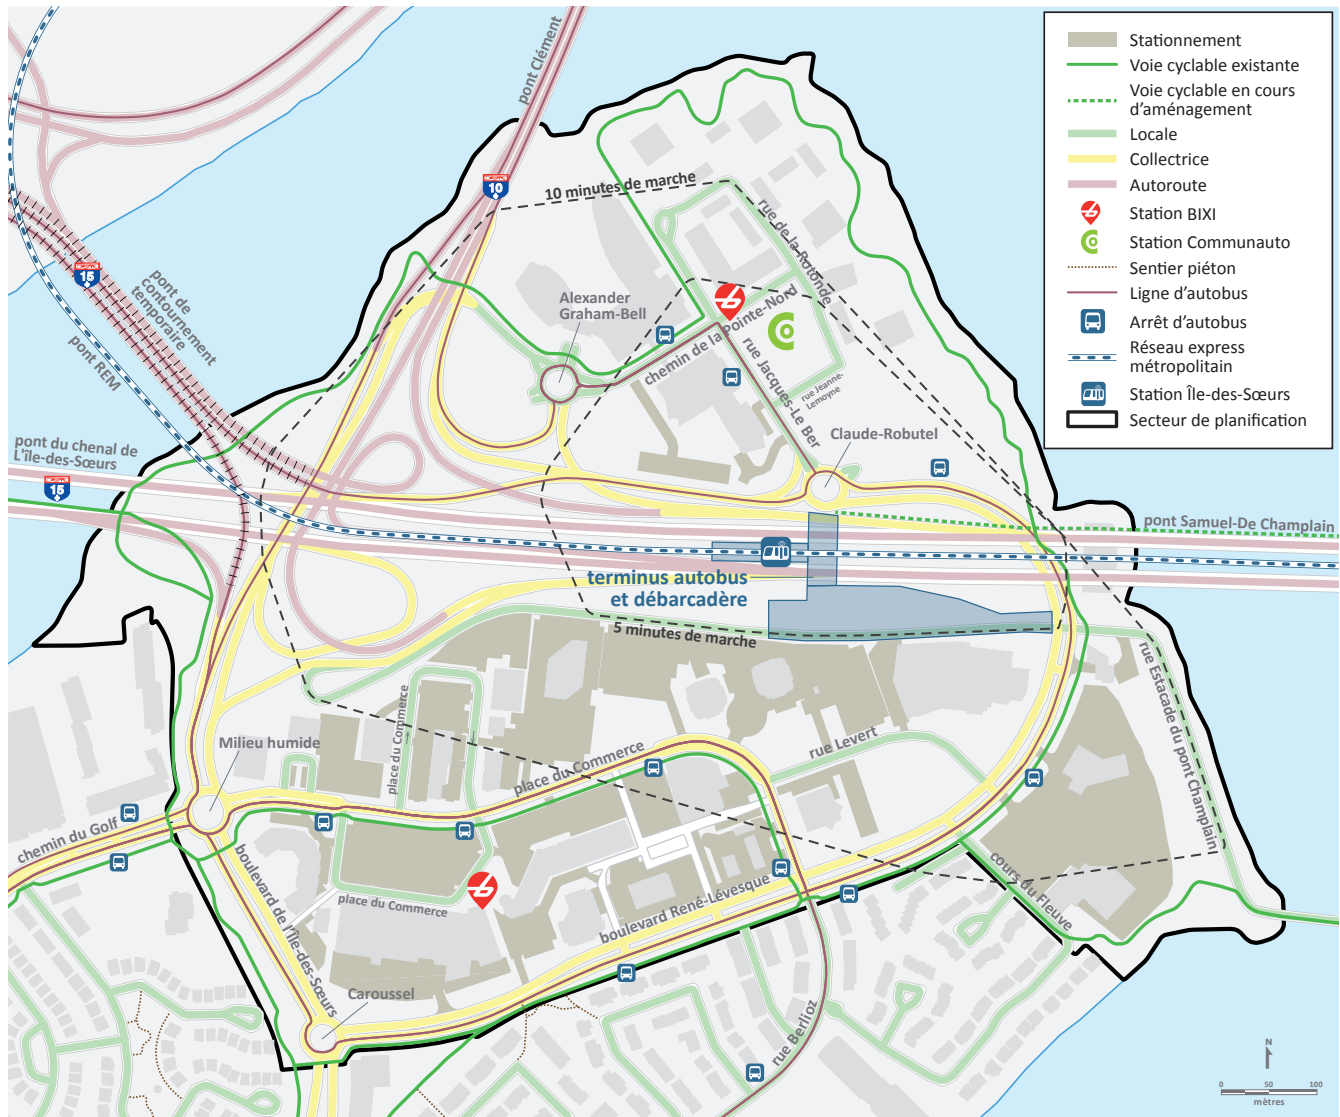 Stationnement
Voie cyclable existante
Voie cyclable en cours
d'aménagement
Locale
Collectrice
Autoroute
Station BIXI
Station Communauto
Sentier piéton
Ligne d'autobus
Arrêt d'autobus
Réseau express
métropolitain
Station Île-des-Sœurs
Secteur de planification
pont Clément
10
10 minutes de marche
rue de la Rotonde
15
pont de
contournement
temporaire
pont REM
Alexander
Graham-Bell
chemin de la Pointe-Nord
rue Jacques-Le Ber
rue Jeanne-
Lemoyne
Claude-Robutel
pont du chenal de
L'île-des-Sœurs
15
pont Samuel-De Champlain
terminus autobus
et débarcadère
5 minutes de marche
rue Estacade du pont Champlain
place du Commerce
Milieu humide
place du Commerce
rue Levert
chemin du Golf
boulevard de l'Île-des-Sœurs
place du Commerce
boulevard René-Lévesque
cours du Fleuve
Caroussel
rue Berlioz
N
0 50 100
mètres